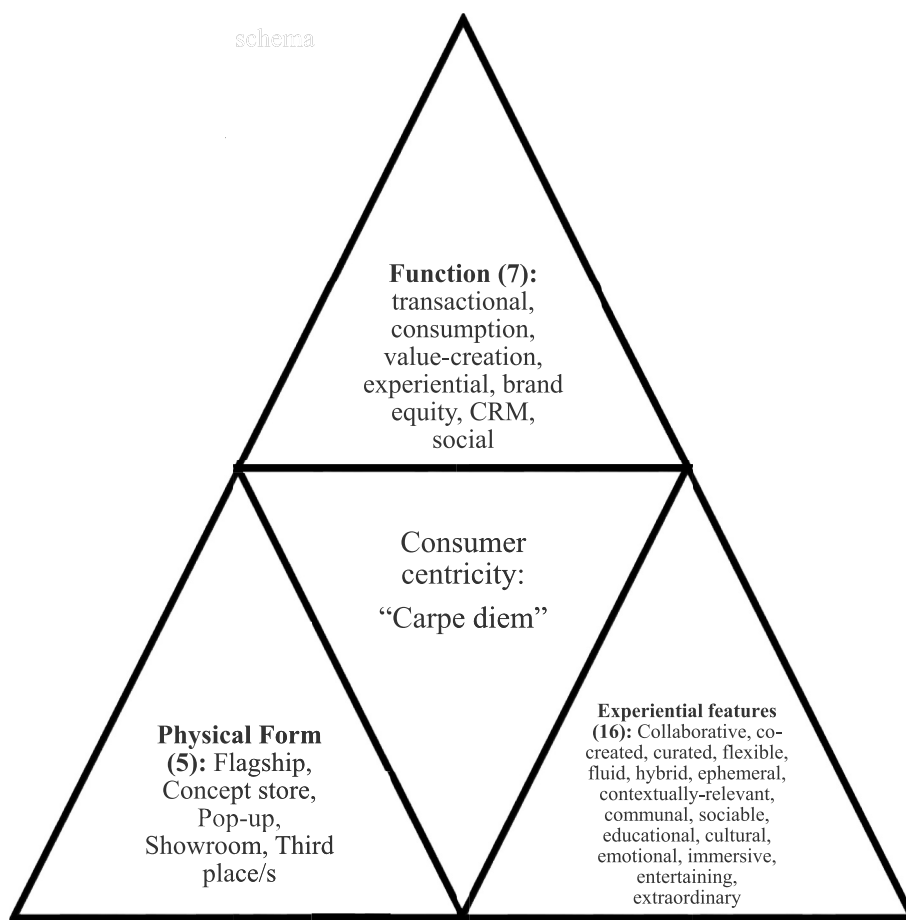 schema
Function (7):
transactional,
consumption,
value-creation,
experiential, brand
equity, CRM,
social
Consumer
centricity:
“Carpe diem”
Physical Form
(5): Flagship,
Concept store,
Pop-up,
Showroom, Third
place/s
Experiential features
(16): Collaborative, co-
created, curated, flexible,
fluid, hybrid, ephemeral,
contextually-relevant,
communal, sociable,
educational, cultural,
emotional, immersive,
entertaining,
extraordinary